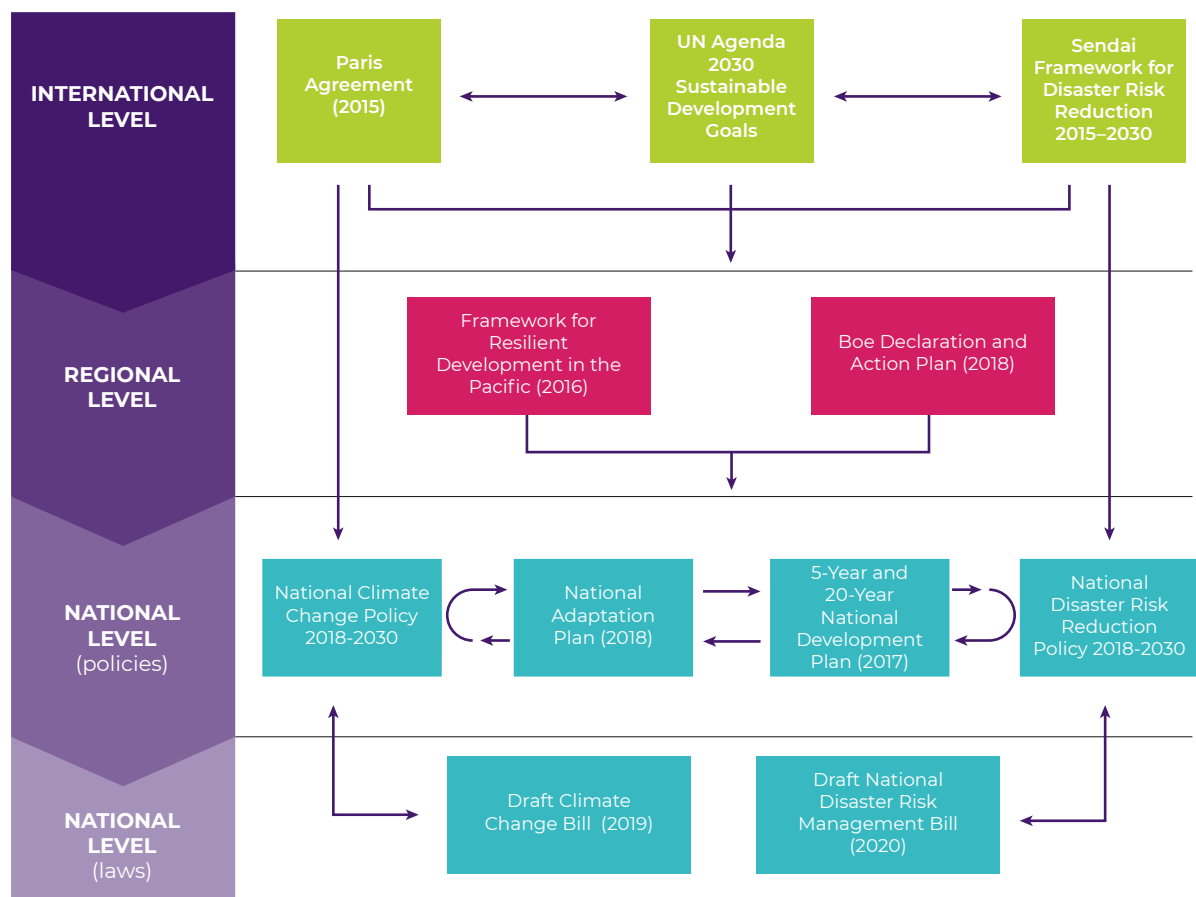 INTERNATIONAL
LEVEL
Paris
Agreement
(2015)
UN Agenda
2030
Sustainable
Development
Goals
Sendai
Framework for
Disaster Risk
Reduction
2015–2030
REGIONAL
LEVEL
Framework for
Resilient
Development in the
Pacific (2016)
Boe Declaration and
Action Plan (2018)
NATIONAL
LEVEL
(policies)
National Climate
Change Policy
2018-2030
National
Adaptation
Plan (2018)
5-Year and
20-Year
National
Development
Plan (2017)
National
Disaster Risk
Reduction
Policy 2018-2030
NATIONAL
LEVEL
(laws)
Draft Climate
Change Bill (2019)
Draft National
Disaster Risk
Management Bill
(2020)